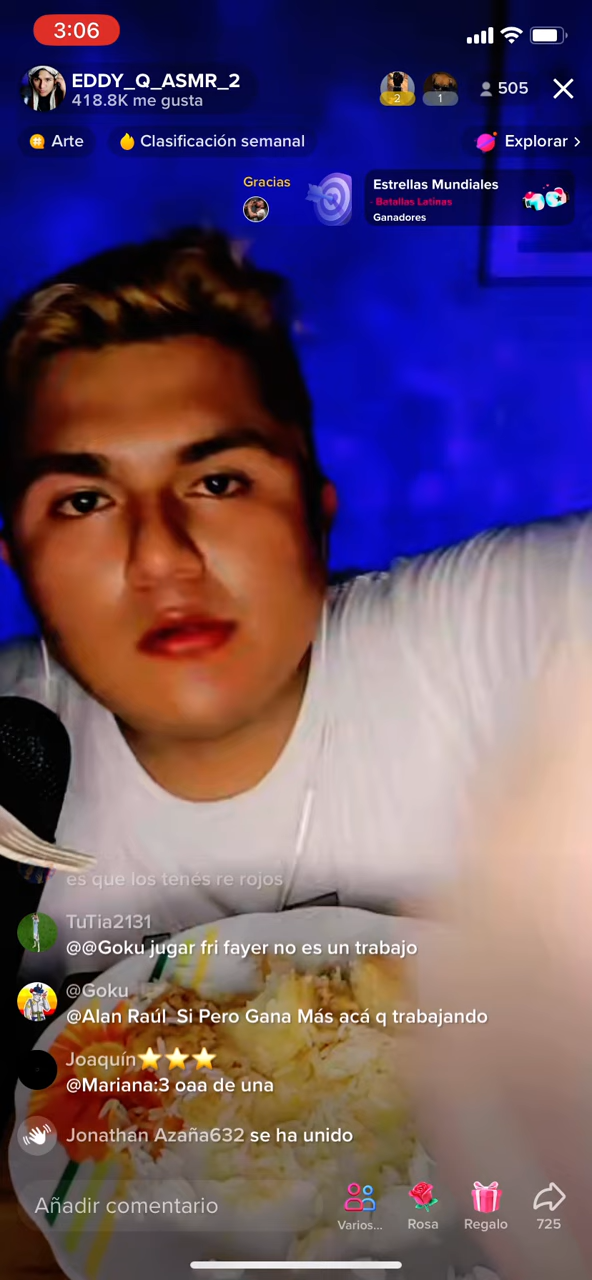 3:06
EDDY_Q_ASMR_2
418.8K me gusta
2
1
505
Arte
Clasificación semanal
Explorar
Gracias
Estrellas Mundiales
Batallas Latinas
Ganadores
es que los tenés re rojos
TuTia2131
@@Goku jugar fri fayer no es un trabajo
@Goku
@Alan Raúl Si Pero Gana Más acá q trabajando
Joaquín⭐⭐⭐
@Mariana:3 oaa de una
Jonathan Azaña632 se ha unido
Añadir comentario
Varios...
Rosa
Regalo
725